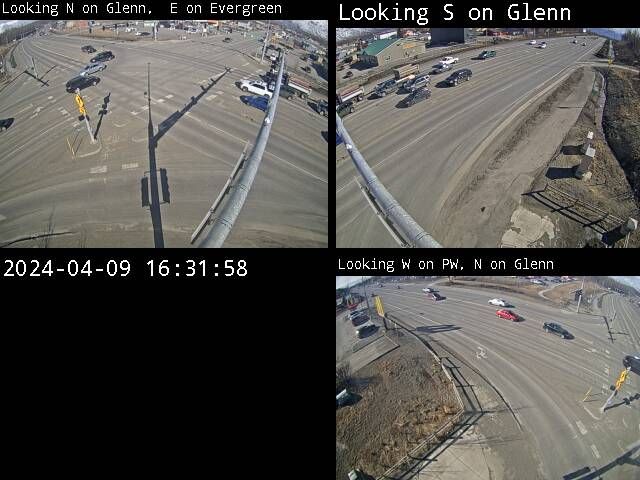 Looking N on Glenn, E on Evergreen
Looking S on Glenn
2024-04-09 16:31:58
Looking W on PW, N on Glenn